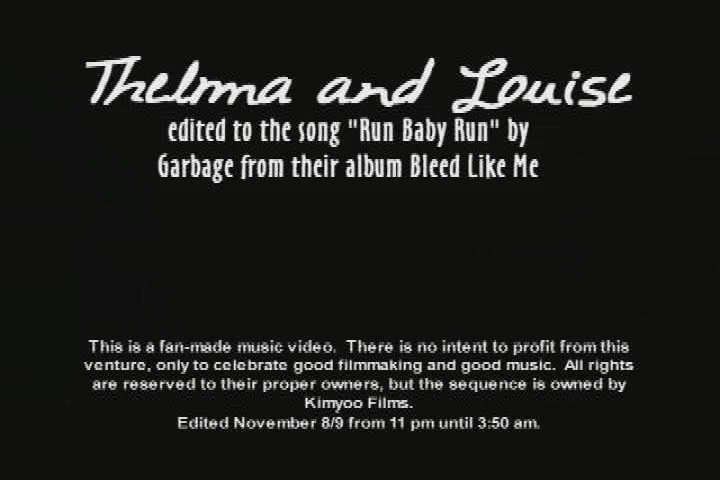 Thelma and Louise
edited to the song "Run Baby Run" by
Garbage from their album Bleed Like Me
This is a fan-made music video.  There is no intent to profit from this
venture, only to celebrate good filmmaking and good music.  All rights
are reserved to their proper owners, but the sequence is owned by
Kimyoo Films.
Edited November 8/9 from 11 pm until 3:50 am.